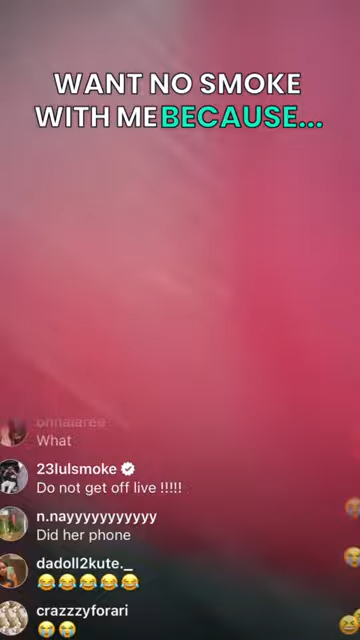 WANT NO SMOKE
WITH ME BECAUSE...
What
23lulsmoke
Do not get off live !!!!!
n.nayyyyyyyyyyy
Did her phone
dadoll2kute._
😂😂😂😂😂
crazzzyforari
😭😭